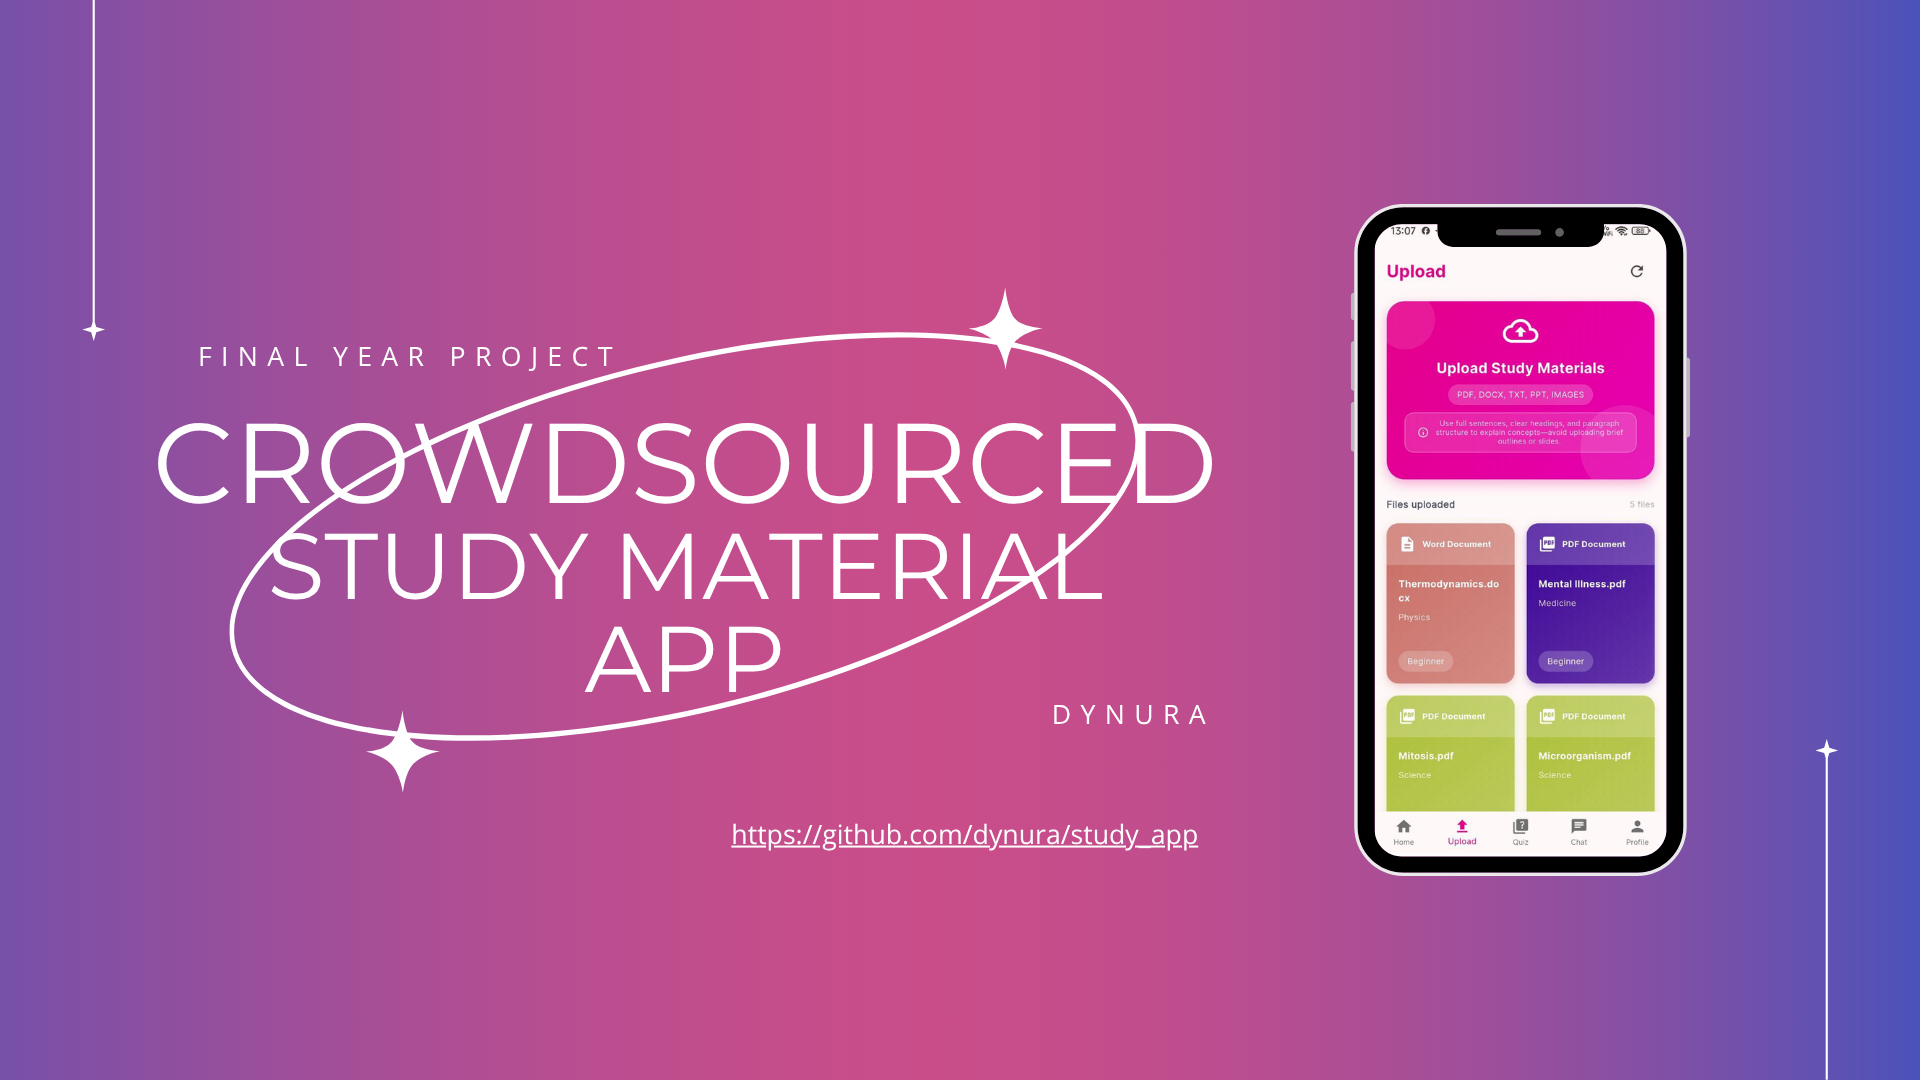 FINAL YEAR PROJECT
CROWDSOURCED
STUDY MATERIAL
APP
DYNURA
https://github.com/dynura/study_app
13:07
Upload
Upload Study Materials
PDF, DOCX, TXT, PPT, IMAGES
Use full sentences, clear headings, and paragraph
structure to explain concepts—avoid uploading brief
outlines or slides.
Files uploaded
5 files
Word Document
Thermodynamics.do
cx
Physics
Beginner
PDF Document
Mental Illness.pdf
Medicine
Beginner
PDF Document
Mitosis.pdf
Science
PDF Document
Microorganism.pdf
Science
Home
Upload
Quiz
Chat
Profile